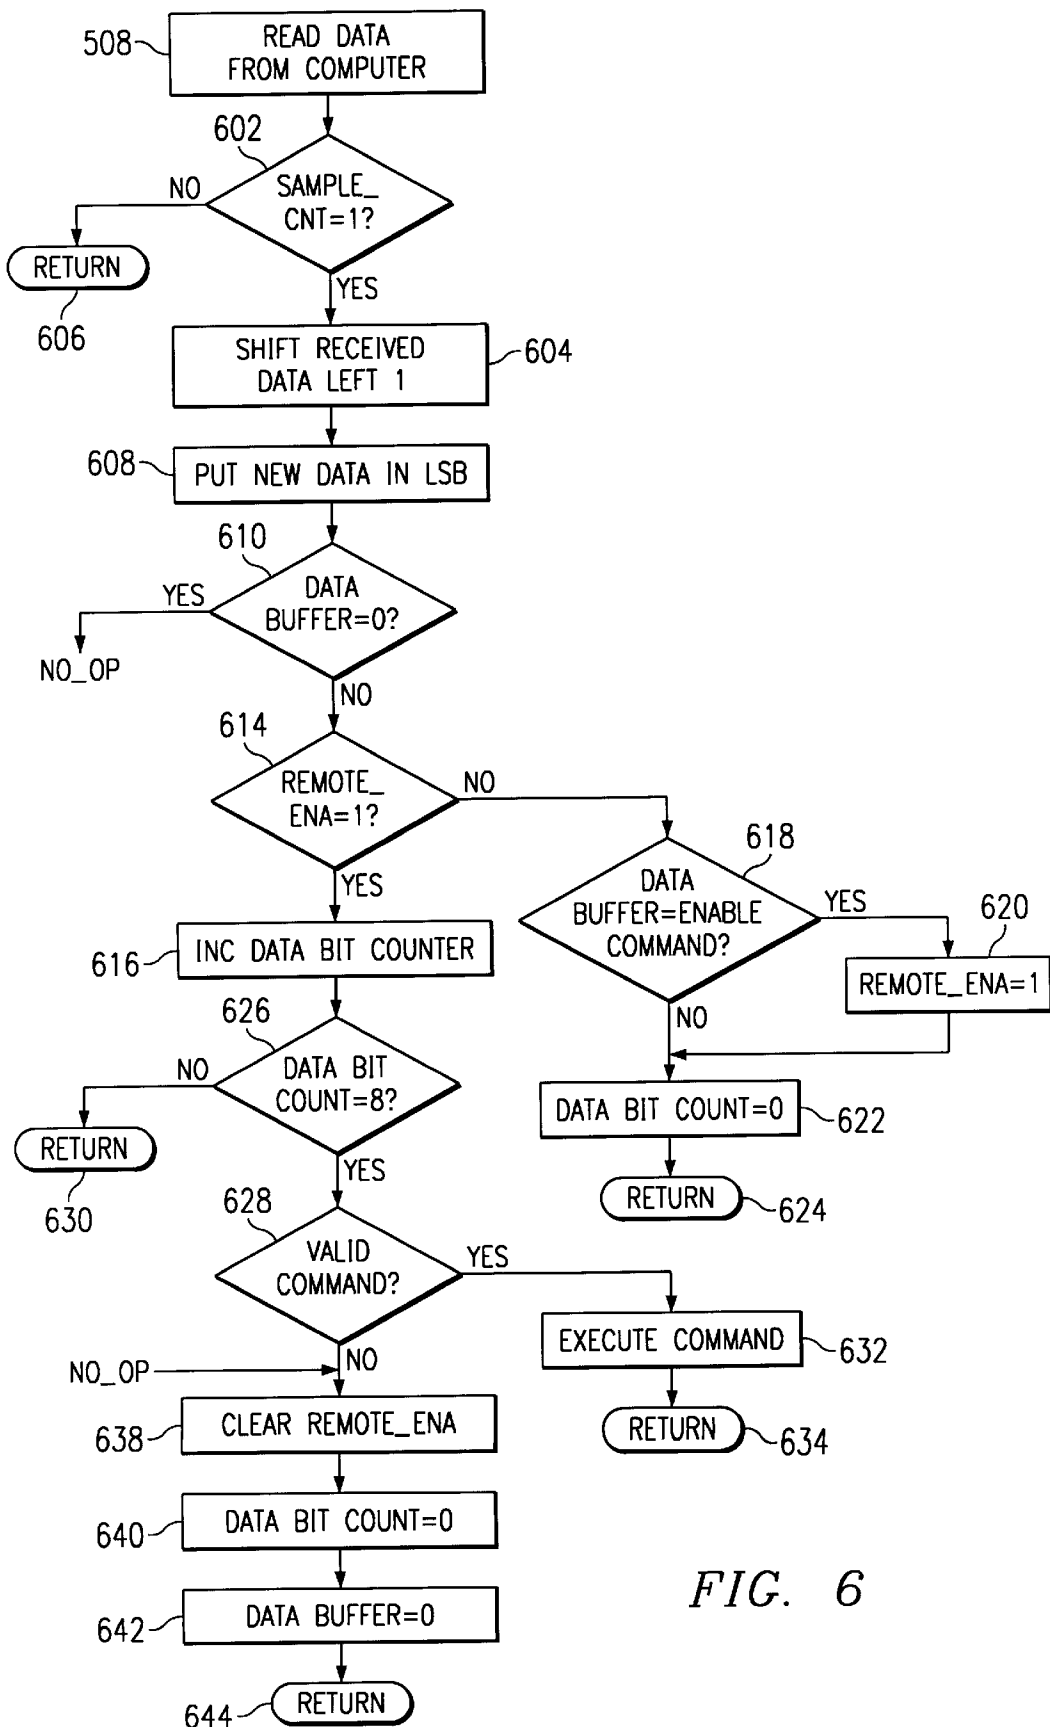 508
READ DATA
FROM COMPUTER
602
SAMPLE_
CNT=1?
NO
YES
RETURN
606
SHIFT RECEIVED
DATA LEFT 1
604
608
PUT NEW DATA IN LSB
610
DATA
BUFFER=0?
YES
NO_OP
NO
614
REMOTE_
ENA=1?
NO
YES
618
DATA
BUFFER=ENABLE
COMMAND?
YES
620
REMOTE_ENA=1
NO
616
INC DATA BIT COUNTER
626
DATA BIT
COUNT=8?
NO
RETURN
630
YES
DATA BIT COUNT=0
622
RETURN
624
628
VALID
COMMAND?
YES
EXECUTE COMMAND
632
RETURN
634
NO
NO_OP
638
CLEAR REMOTE_ENA
640
DATA BIT COUNT=0
642
DATA BUFFER=0
644
RETURN
FIG. 6